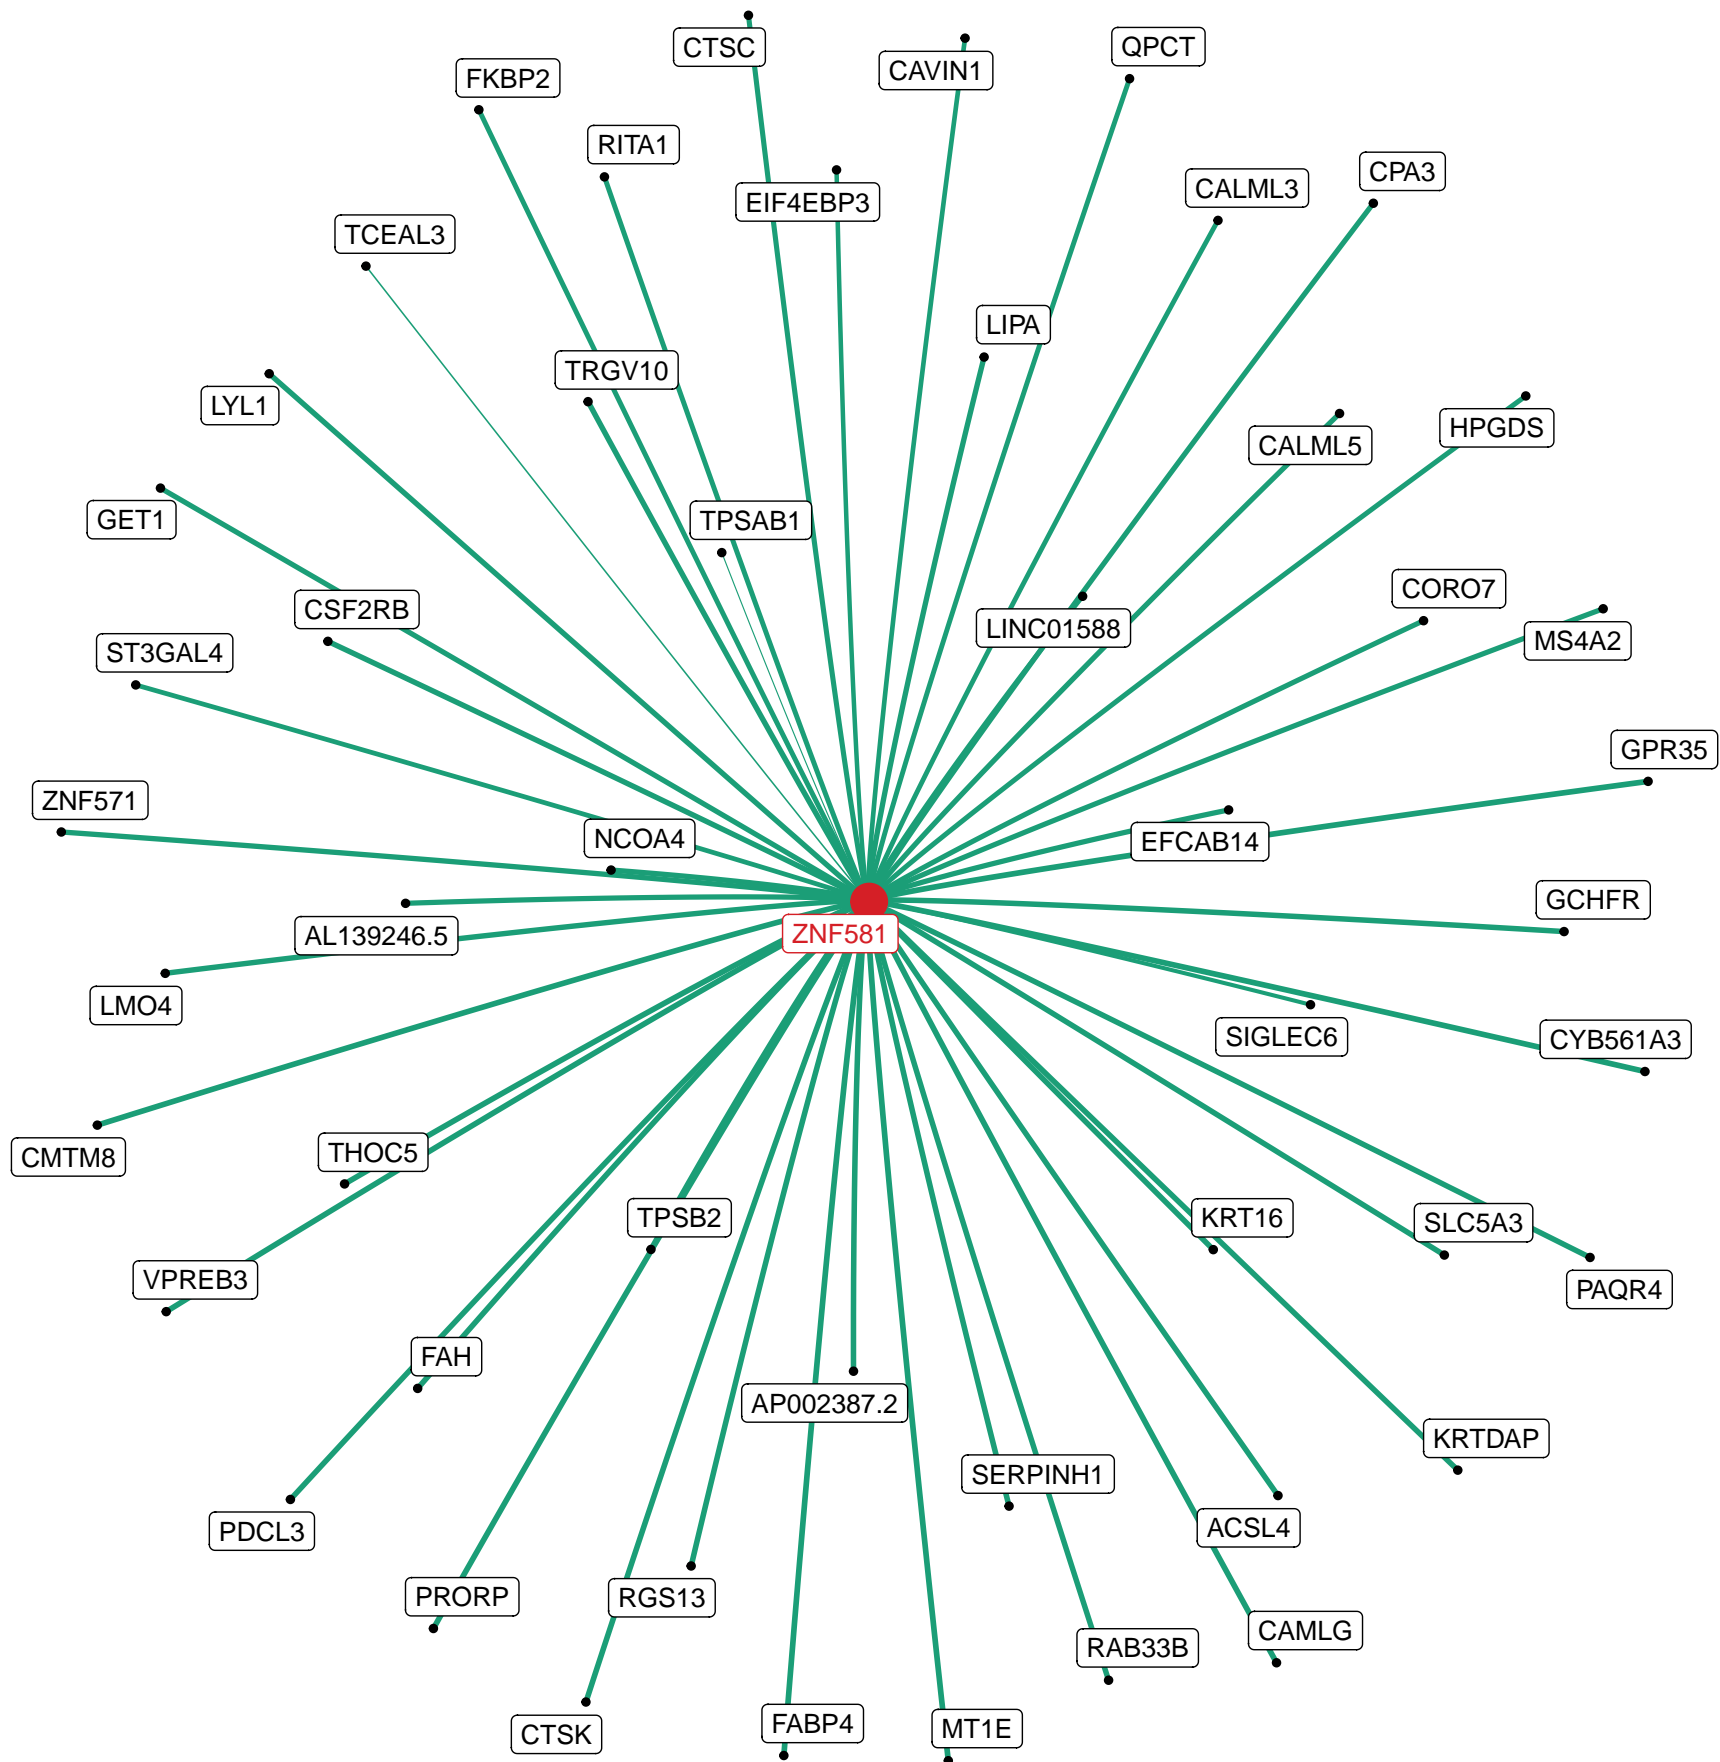 CTSC
CAVIN1
QPCT
FKBP2
RITA1
CPA3
CALML3
EIF4EBP3
TCEAL3
LIPA
TRGV10
LYL1
HPGDS
CALML5
GET1
TPSAB1
CORO7
CSF2RB
LINC01588
MS4A2
ST3GAL4
GPR35
ZNF571
NCOA4
EFCAB14
GCHFR
ZNF581
AL139246.5
LMO4
SIGLEC6
CYB561A3
THOC5
CMTM8
TPSB2
KRT16
SLC5A3
VPREB3
PAQR4
FAH
AP002387.2
KRTDAP
SERPINH1
ACSL4
PDCL3
PRORP
RGS13
CAMLG
RAB33B
FABP4
MT1E
CTSK